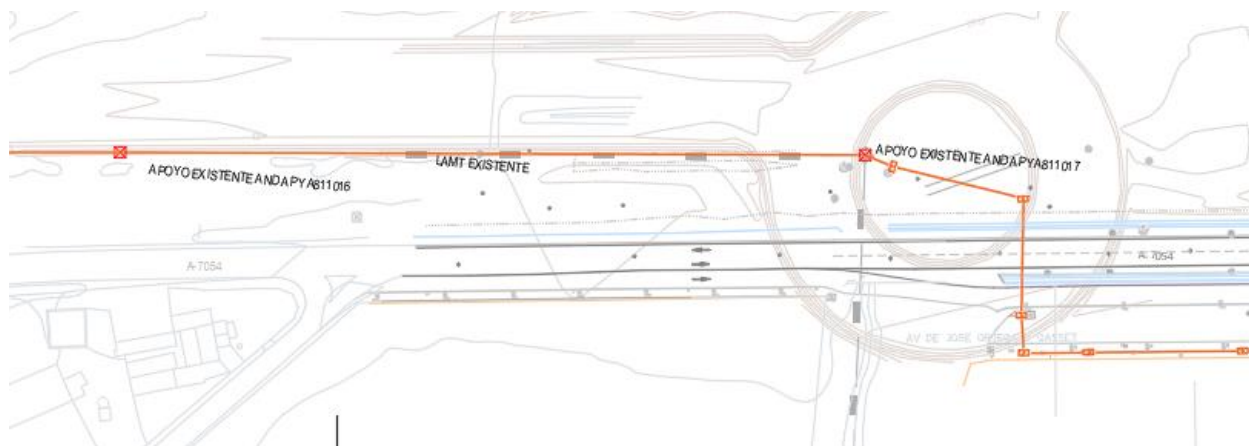 APOYO EXISTENTE ANDAPYA811016
LAMT EXISTENTE
APOYO EXISTENTE ANDAPYA811017
A-7054
A-7054